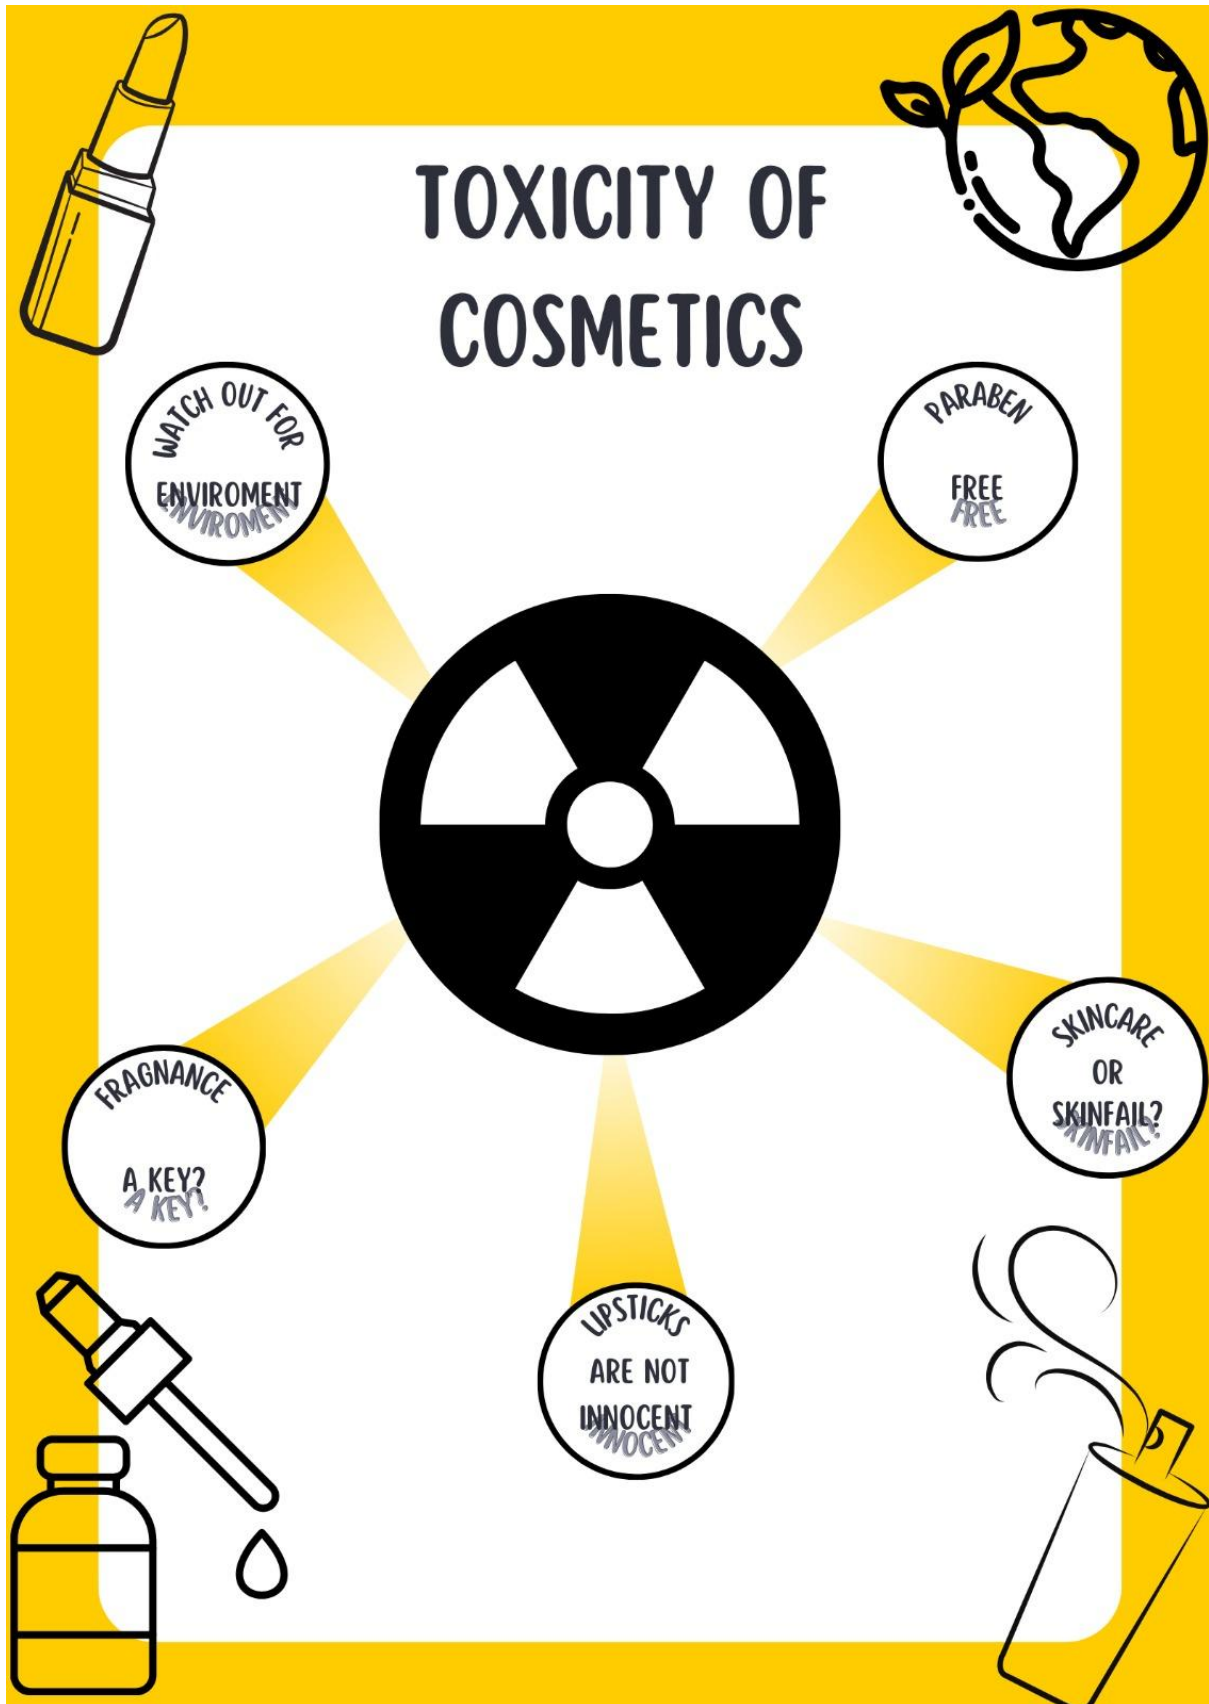 TOXICITY OF
COSMETICS
WATCH OUT FOR
ENVIROMENT
ENVIROMENT
PARABEN
FREE
FREE
FRAGNANCE
A KEY?
A KEY?
SKINCARE
OR
SKINFAIL?
SKINFAIL?
LIPSTICKS
ARE NOT
INNOCENT
INNOCENT